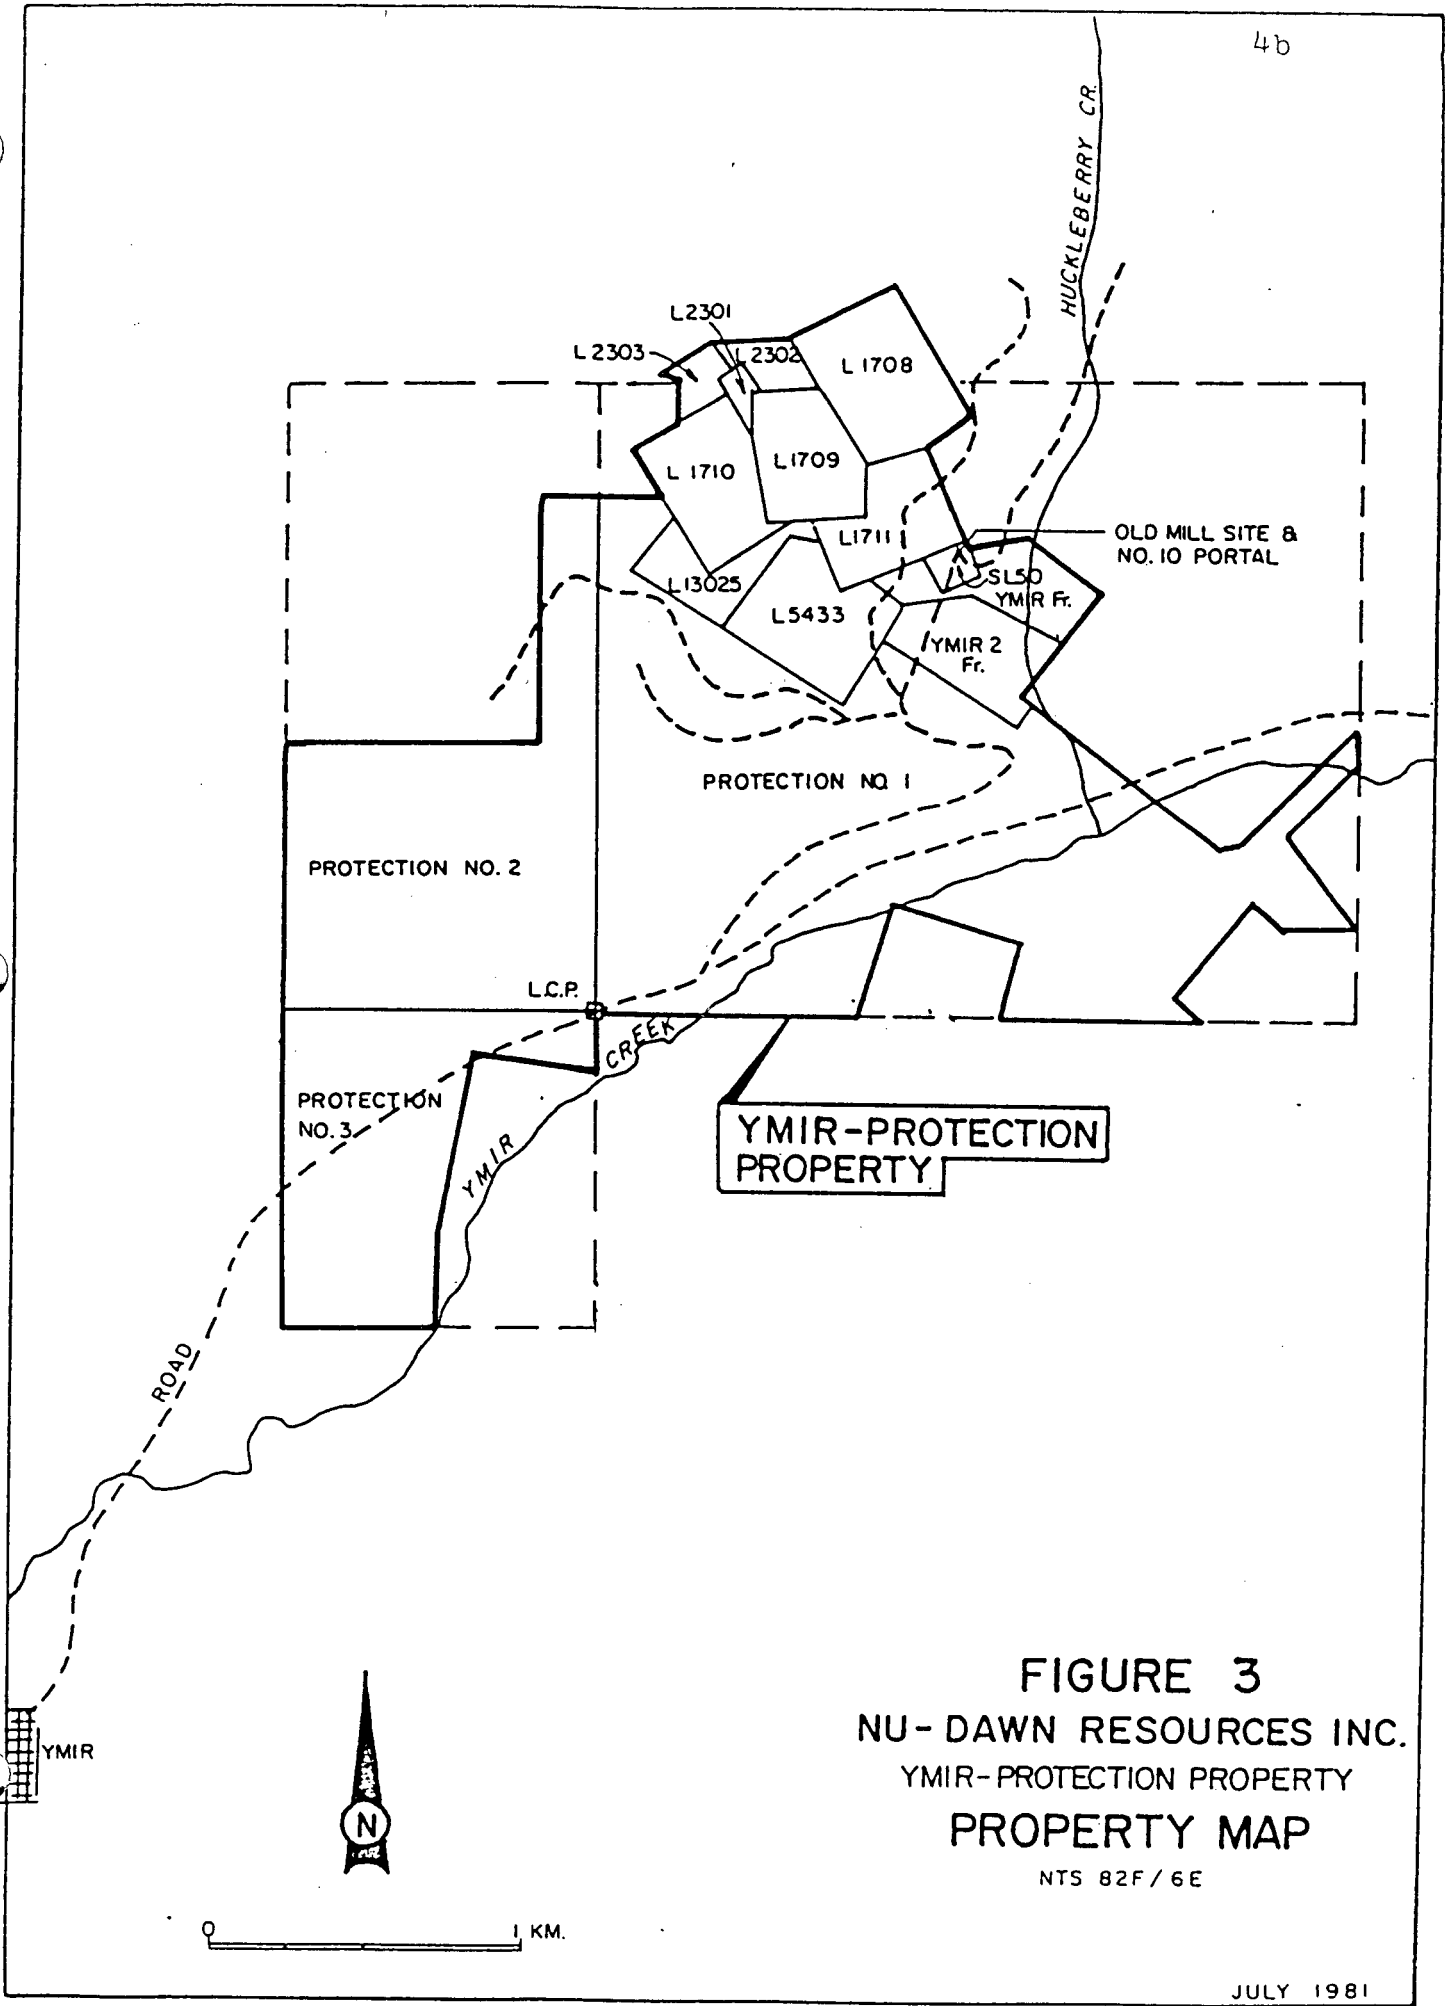 4b
HUCKLEBERRY CR.
L2301
L 2303
L 2302
L 1708
L 1710
L1709
L1711
OLD MILL SITE &
NO. 10 PORTAL
L13025
SL50
YMIR Fr.
L5433
YMIR 2
Fr.
PROTECTION NO. 1
PROTECTION NO. 2
L.C.P.
CREEK
PROTECTION
NO. 3
YMIR
YMIR-PROTECTION
PROPERTY
ROAD
YMIR
N
FIGURE 3
NU-DAWN RESOURCES INC.
YMIR-PROTECTION PROPERTY
PROPERTY MAP
NTS 82F/6E
0 1 KM.
JULY 1981